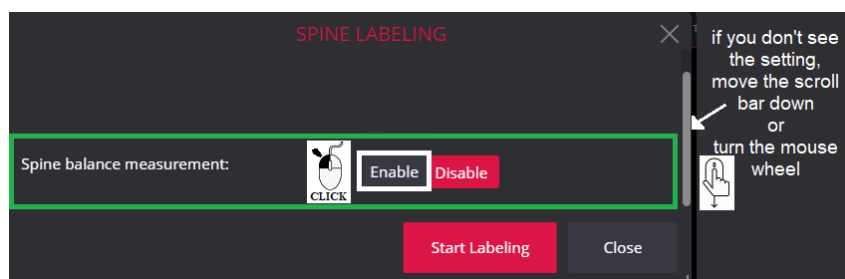 SPINE LABELING
if you don't see
the setting,
move the scroll
bar down
or
turn the mouse
wheel
Spine balance measurement:
CLICK
Enable
Disable
Start Labeling
Close